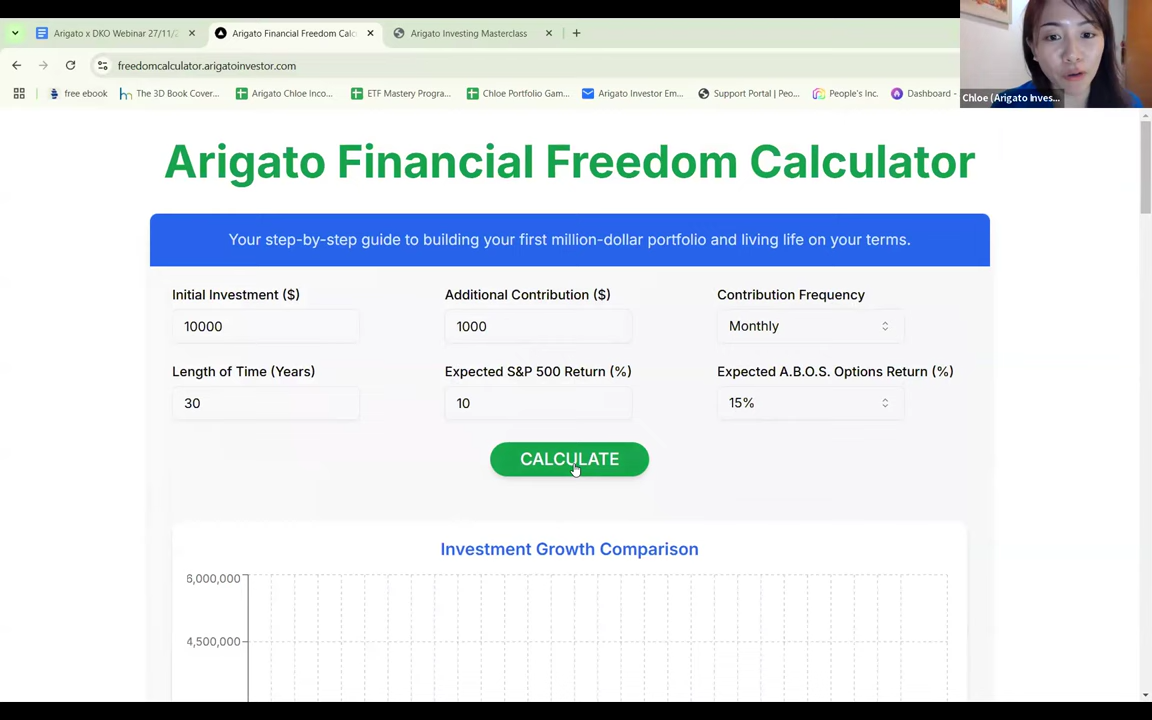 Arigato x DKO Webinar 27/11/2
Arigato Financial Freedom Calc
Arigato Investing Masterclass
freedomcalculator.arigatoinvestor.com
free ebook
The 3D Book Cover...
Arigato Chloe Inco...
ETF Mastery Progra...
Chloe Portfolio Gam...
Arigato Investor Em...
Support Portal | Peo...
People's Inc.
Dashboard -
Chloe (Arigato Inves...
Arigato Financial Freedom Calculator
Your step-by-step guide to building your first million-dollar portfolio and living life on your terms.
Initial Investment ($)
Additional Contribution ($)
Contribution Frequency
10000
1000
Monthly
Length of Time (Years)
Expected S&P 500 Return (%)
Expected A.B.O.S. Options Return (%)
30
10
15%
CALCULATE
Investment Growth Comparison
6,000,000
4,500,000